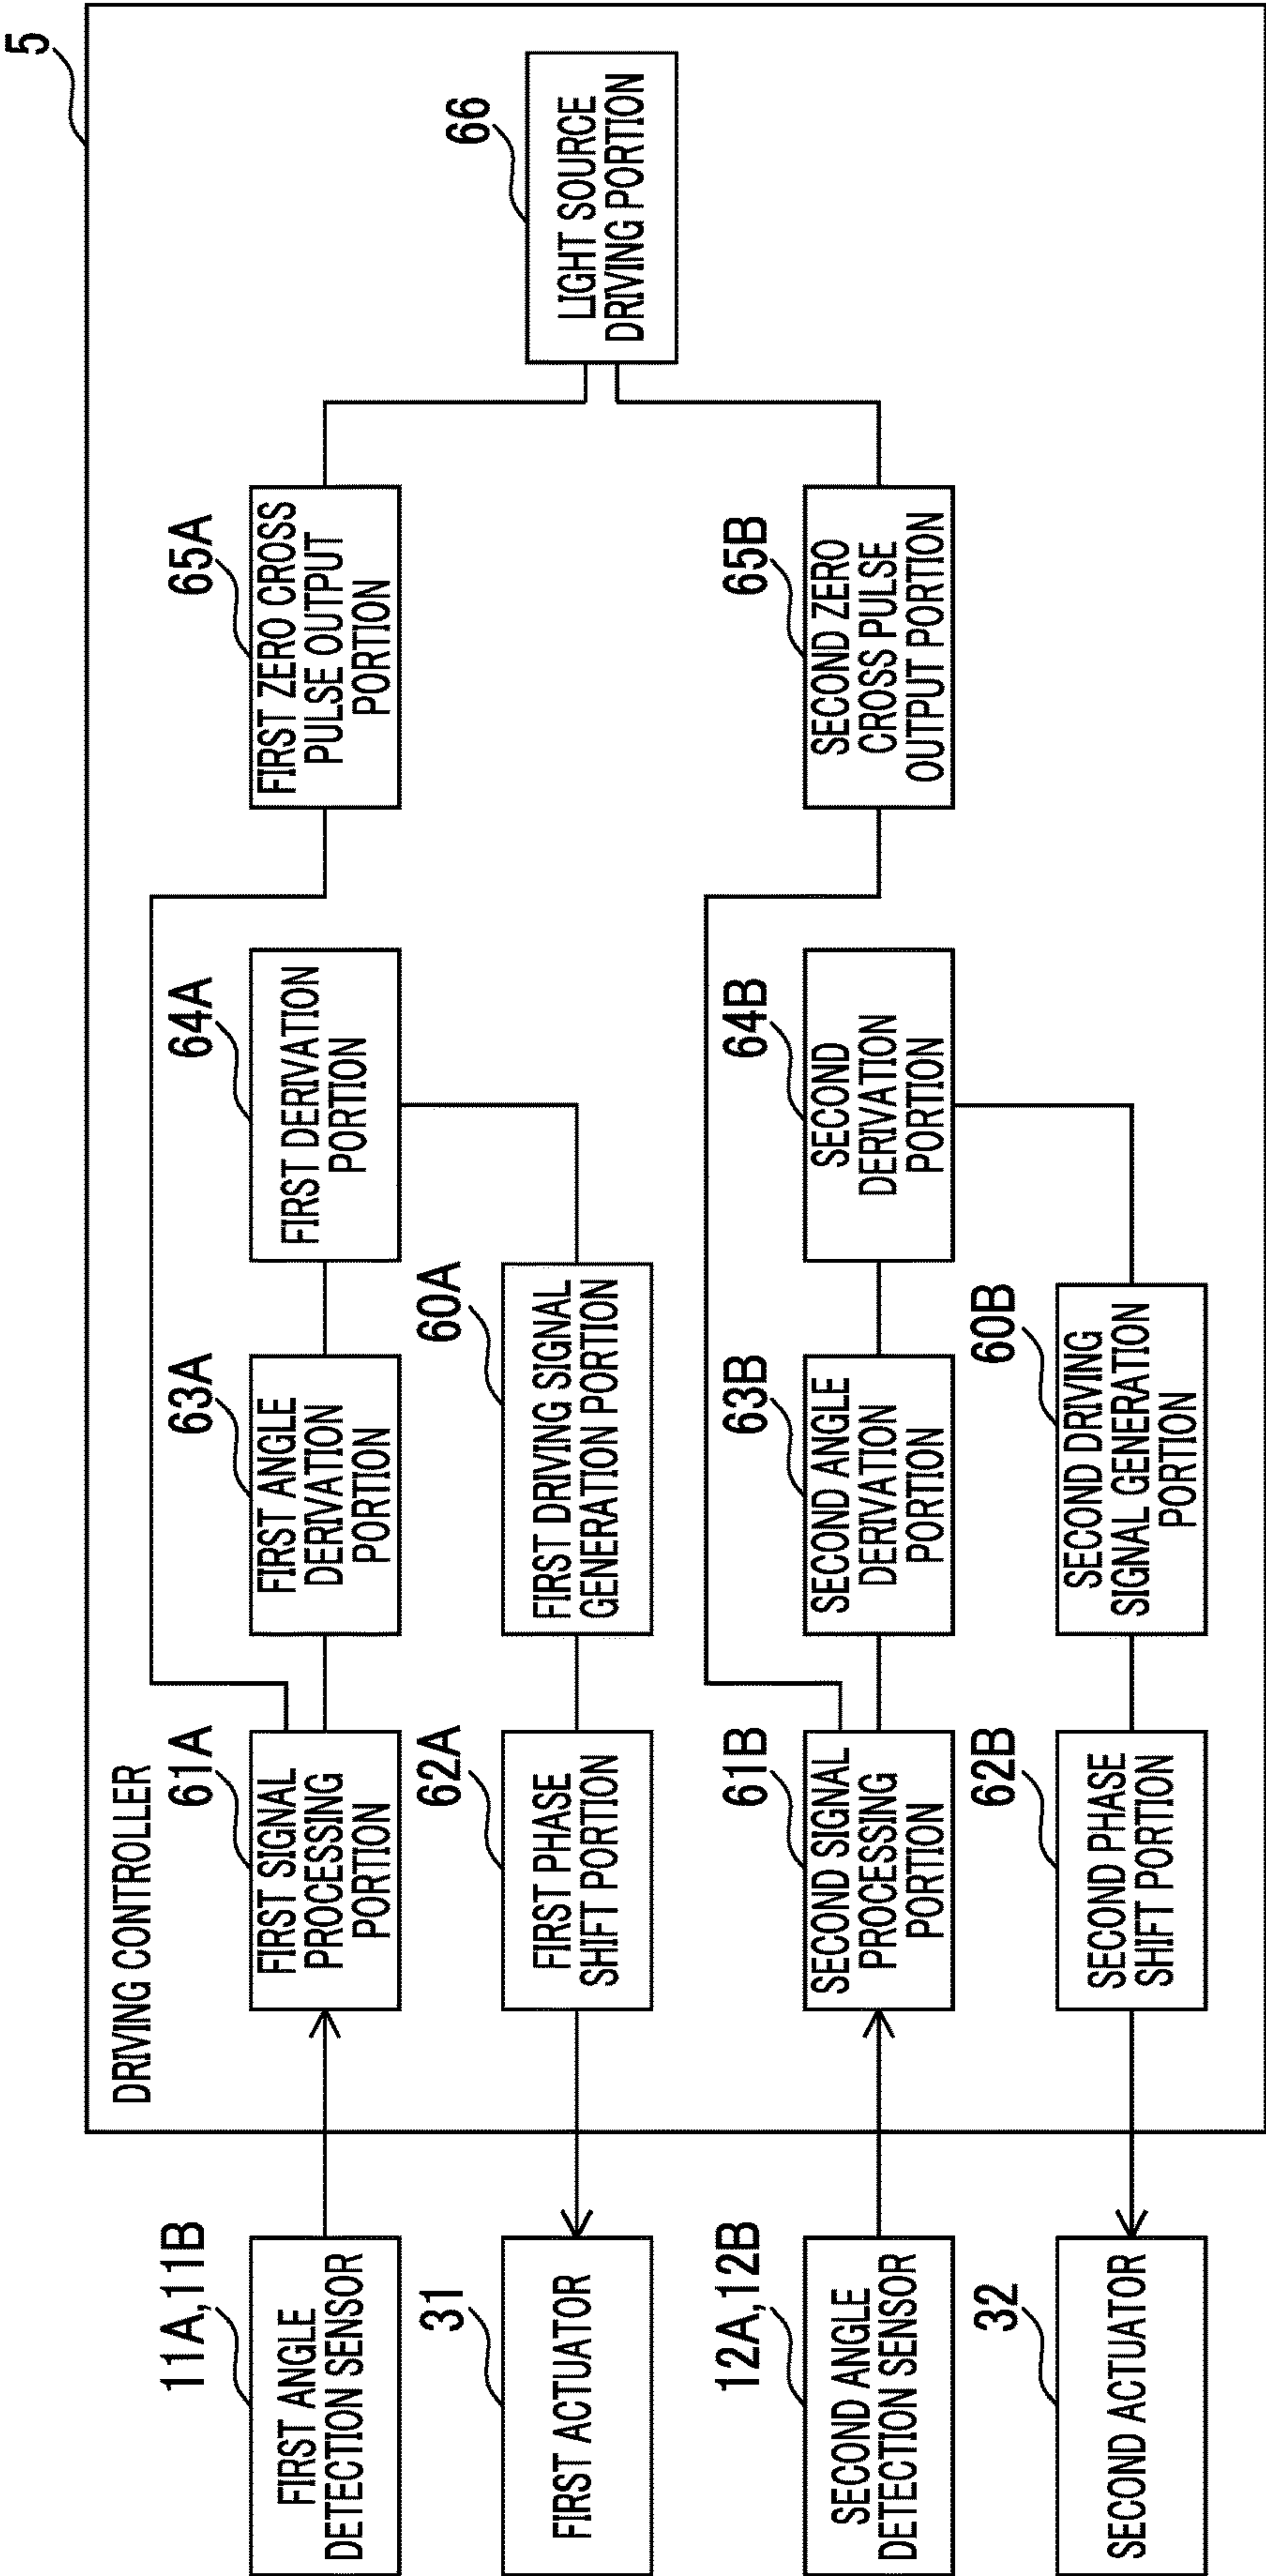 5
DRIVING CONTROLLER
11A,11B
FIRST ANGLE
DETECTION SENSOR
61A
FIRST SIGNAL
PROCESSING
PORTION
63A
FIRST ANGLE
DERIVATION
PORTION
64A
FIRST DERIVATION
PORTION
65A
FIRST ZERO CROSS
PULSE OUTPUT
PORTION
31
FIRST ACTUATOR
62A
FIRST PHASE
SHIFT PORTION
60A
FIRST DRIVING SIGNAL
GENERATION PORTION
66
LIGHT SOURCE
DRIVING PORTION
12A,12B
SECOND ANGLE
DETECTION SENSOR
61B
SECOND SIGNAL
PROCESSING
PORTION
63B
SECOND ANGLE
DERIVATION
PORTION
64B
SECOND
DERIVATION
PORTION
65B
SECOND ZERO
CROSS PULSE
OUTPUT PORTION
32
SECOND ACTUATOR
62B
SECOND PHASE
SHIFT PORTION
60B
SECOND DRIVING
SIGNAL GENERATION
PORTION